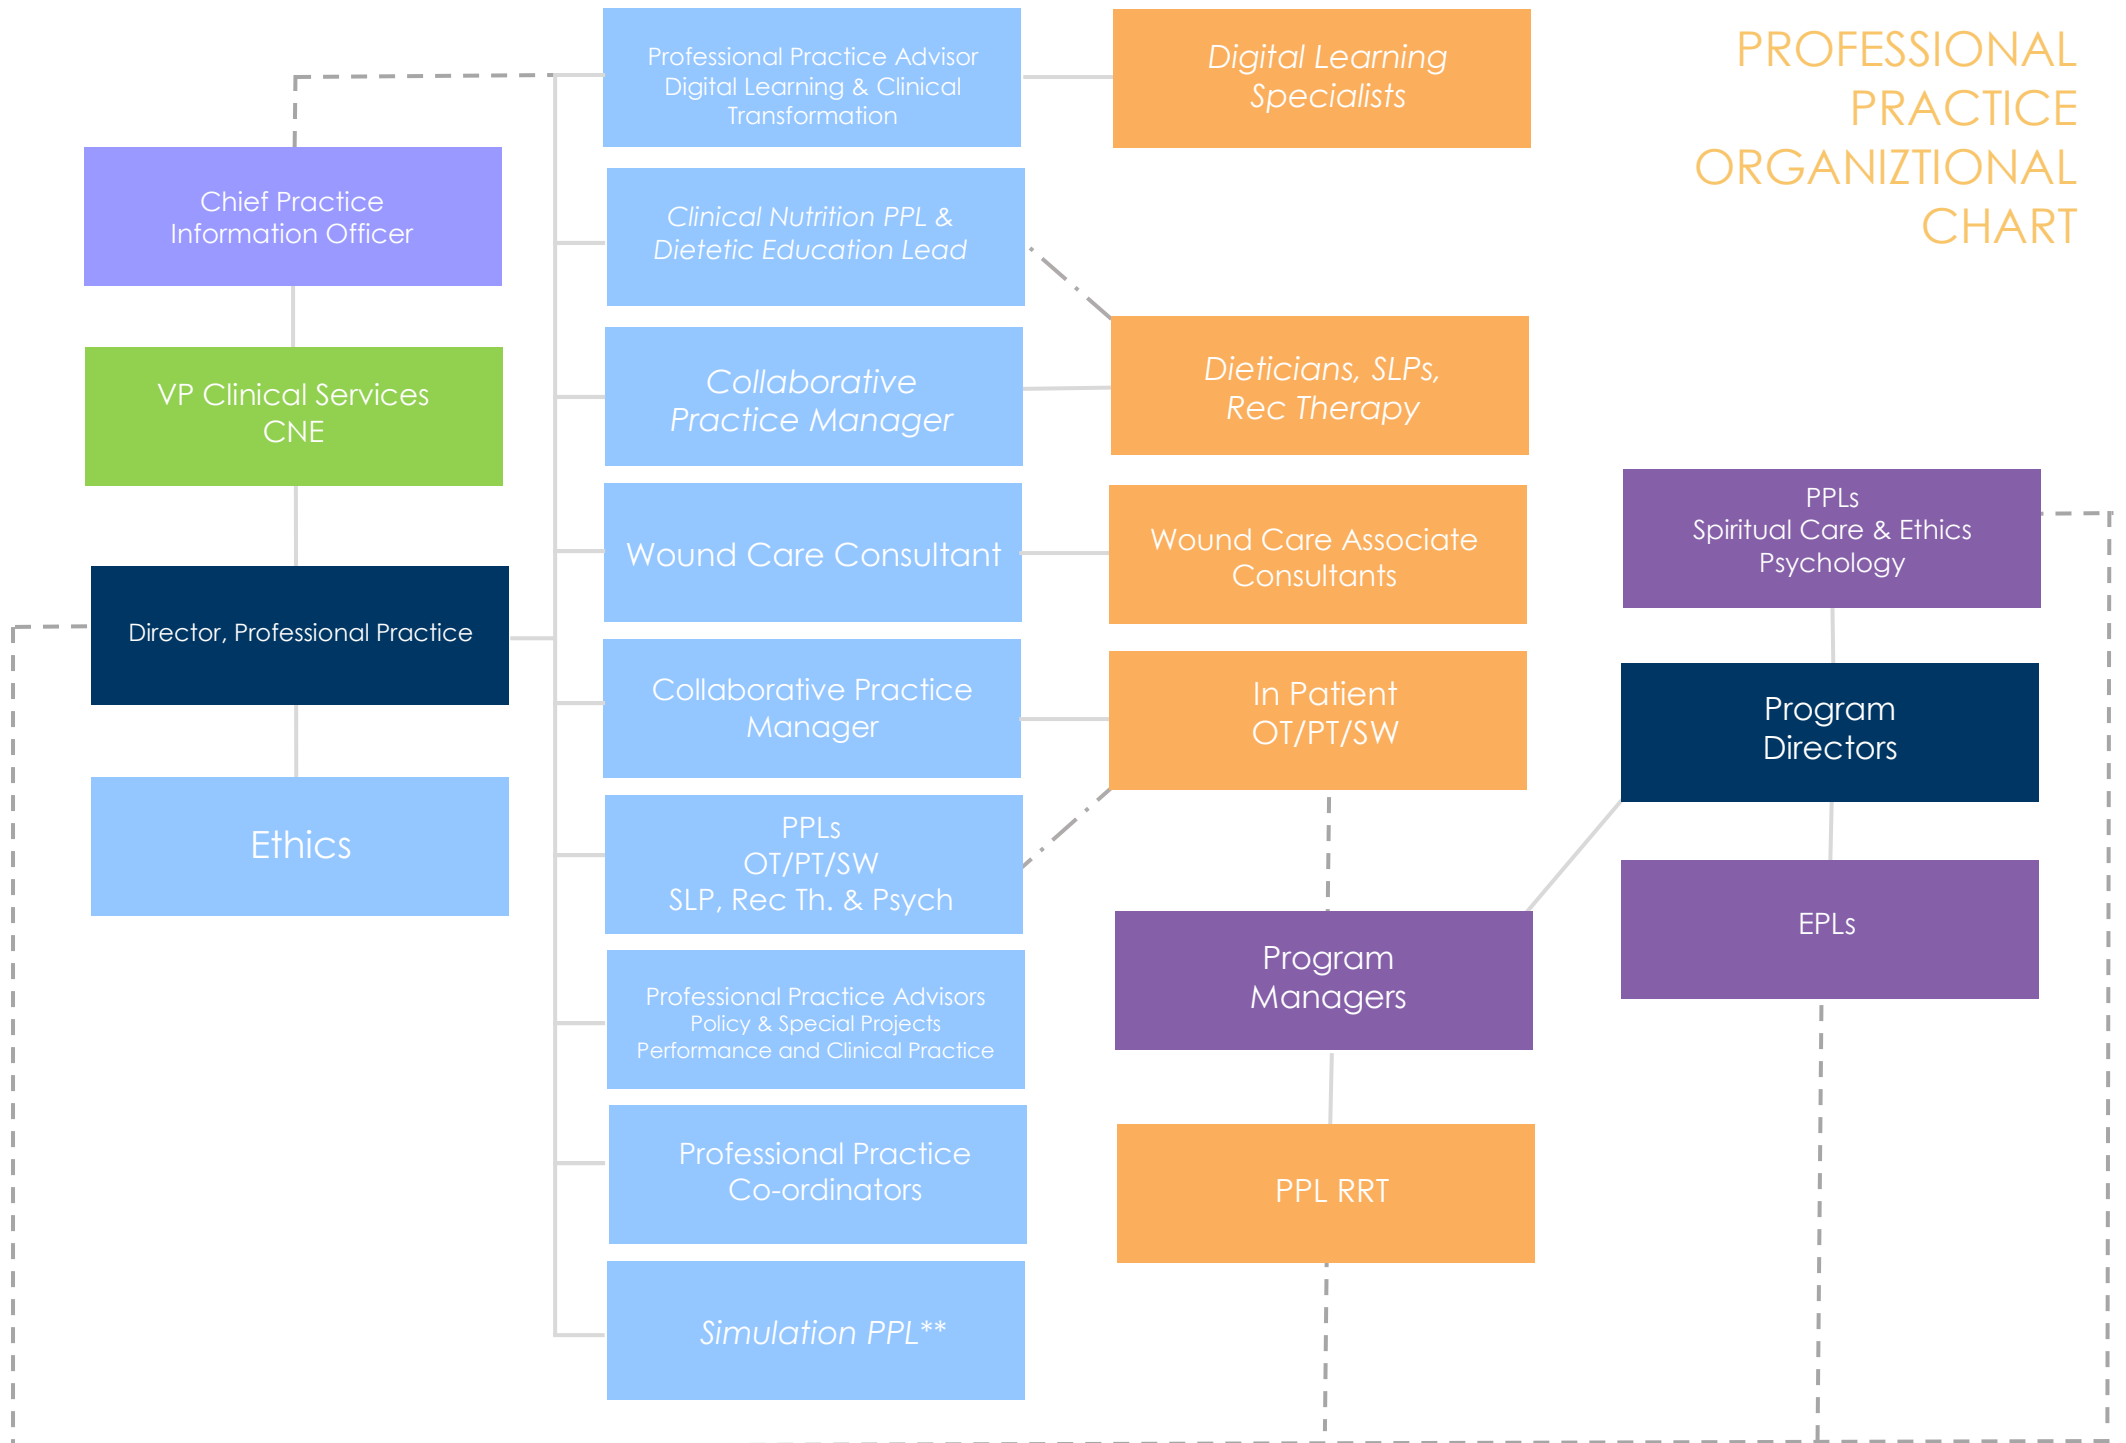 PROFESSIONAL
PRACTICE
ORGANIZTIONAL
CHART
Professional Practice Advisor
Digital Learning & Clinical
Transformation
Digital Learning
Specialists
Chief Practice
Information Officer
Clinical Nutrition PPL &
Dietetic Education Lead
VP Clinical Services
CNE
Collaborative
Practice Manager
Dieticians, SLPs,
Rec Therapy
Wound Care Consultant
Wound Care Associate
Consultants
PPLs
Spiritual Care & Ethics
Psychology
Director, Professional Practice
Collaborative Practice
Manager
In Patient
OT/PT/SW
Program
Directors
Ethics
PPLs
OT/PT/SW
SLP, Rec Th. & Psych
EPLs
Professional Practice Advisors
Policy & Special Projects
Performance and Clinical Practice
Program
Managers
Professional Practice
Co-ordinators
PPL RRT
Simulation PPL**